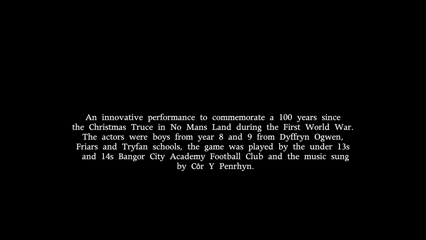 An innovative performance to commemorate a 100 years since
the Christmas Truce in No Mans Land during the First World War.
The actors were boys from year 8 and 9 from Dyffryn Ogwen,
Friars and Tryfan schools, the game was played by the under 13s
and 14s Bangor City Academy Football Club and the music sung
by Côr Y Penrhyn.